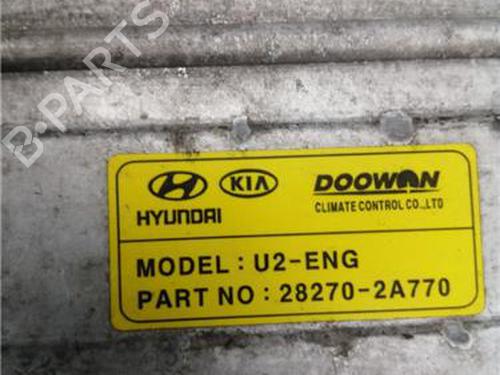 B-PARTS
KIA DOOWON
HYUNDAI CLIMATE CONTROL CO.,LTD
MODEL : U2-ENG
PART NO : 28270-2A770